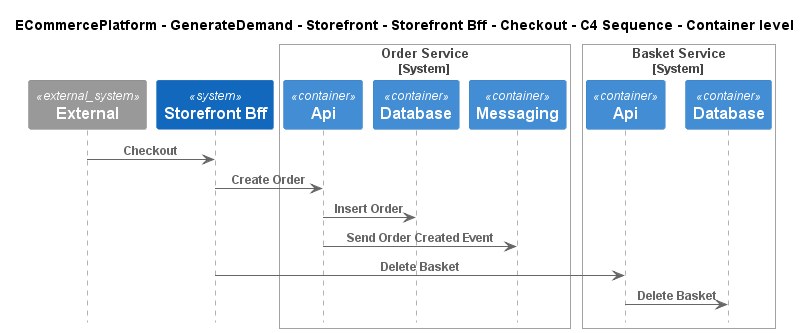 ECommercePlatform - GenerateDemand - Storefront - Storefront Bff - Checkout - C4 Sequence - Container level
Order Service
[System]
Basket Service
[System]
«external_system»
External
«system»
Storefront Bff
«container»
Api
«container»
Database
«container»
Messaging
«container»
Api
«container»
Database
Checkout
Create Order
Insert Order
Send Order Created Event
Delete Basket
Delete Basket